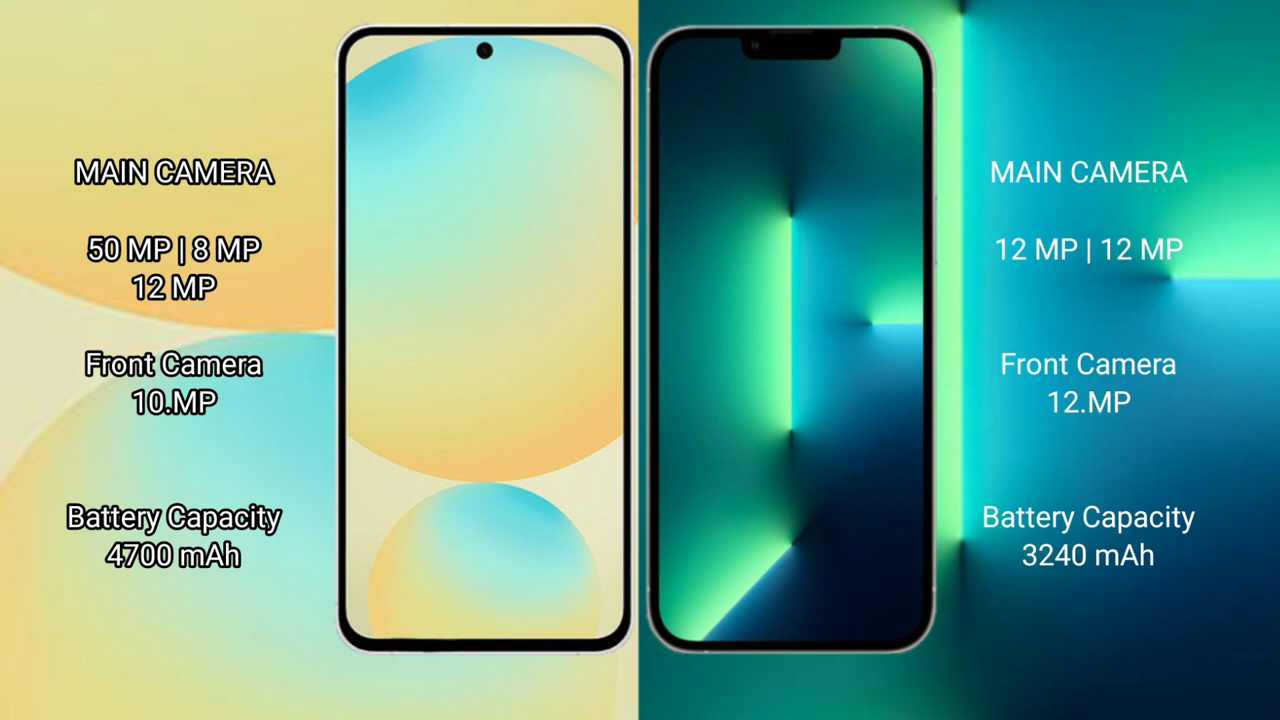 MAIN CAMERA
50 MP | 8 MP
12 MP
Front Camera
10.MP
Battery Capacity
4700 mAh
MAIN CAMERA
12 MP | 12 MP
Front Camera
12.MP
Battery Capacity
3240 mAh